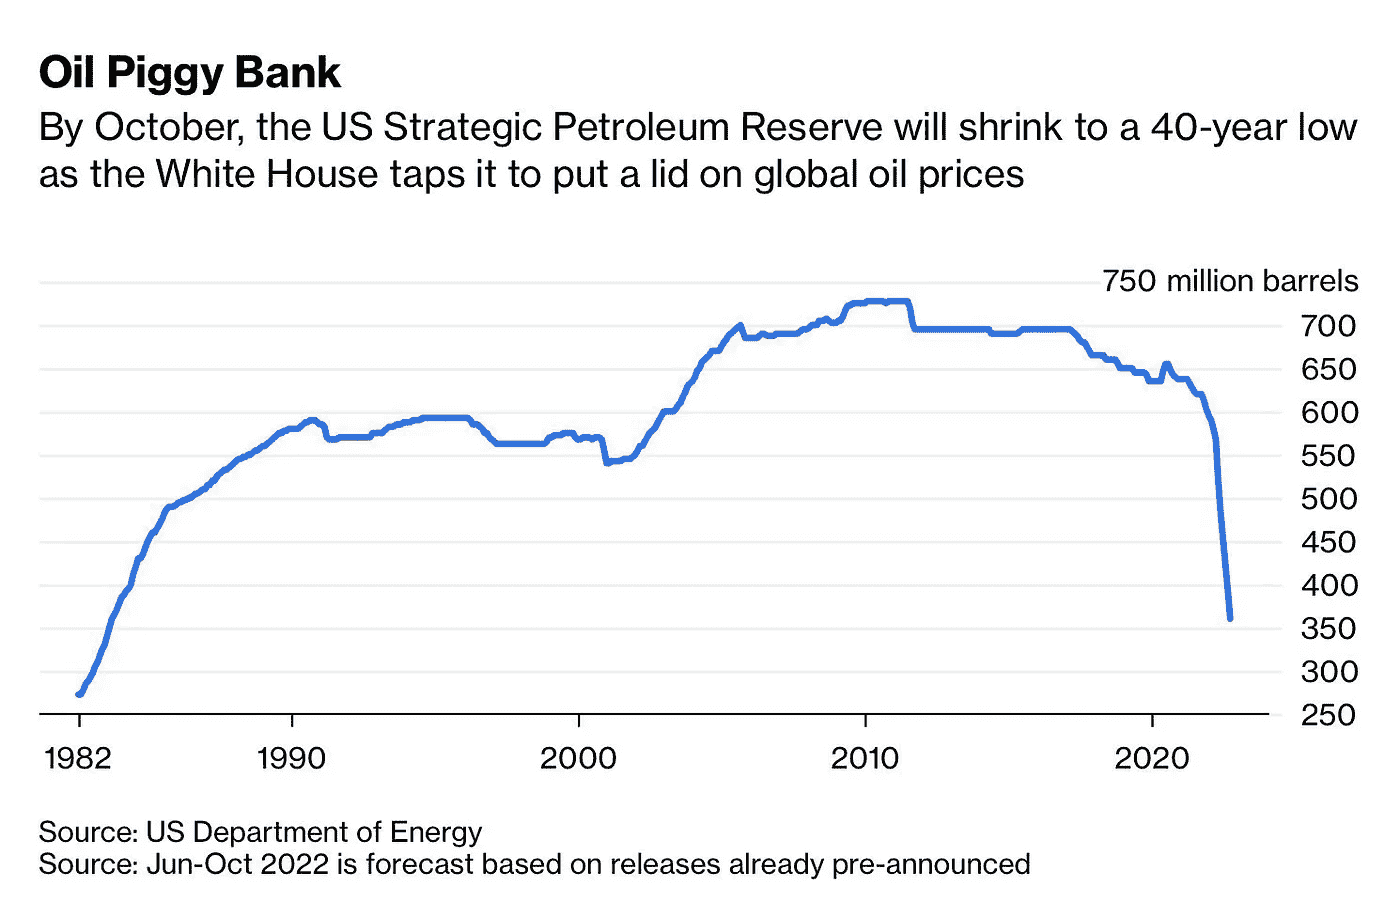 Oil Piggy Bank
By October, the US Strategic Petroleum Reserve will shrink to a 40-year low
as the White House taps it to put a lid on global oil prices
750 million barrels
700
650
600
550
500
450
400
350
300
250
1982 1990 2000 2010 2020
Source: US Department of Energy
Source: Jun-Oct 2022 is forecast based on releases already pre-announced